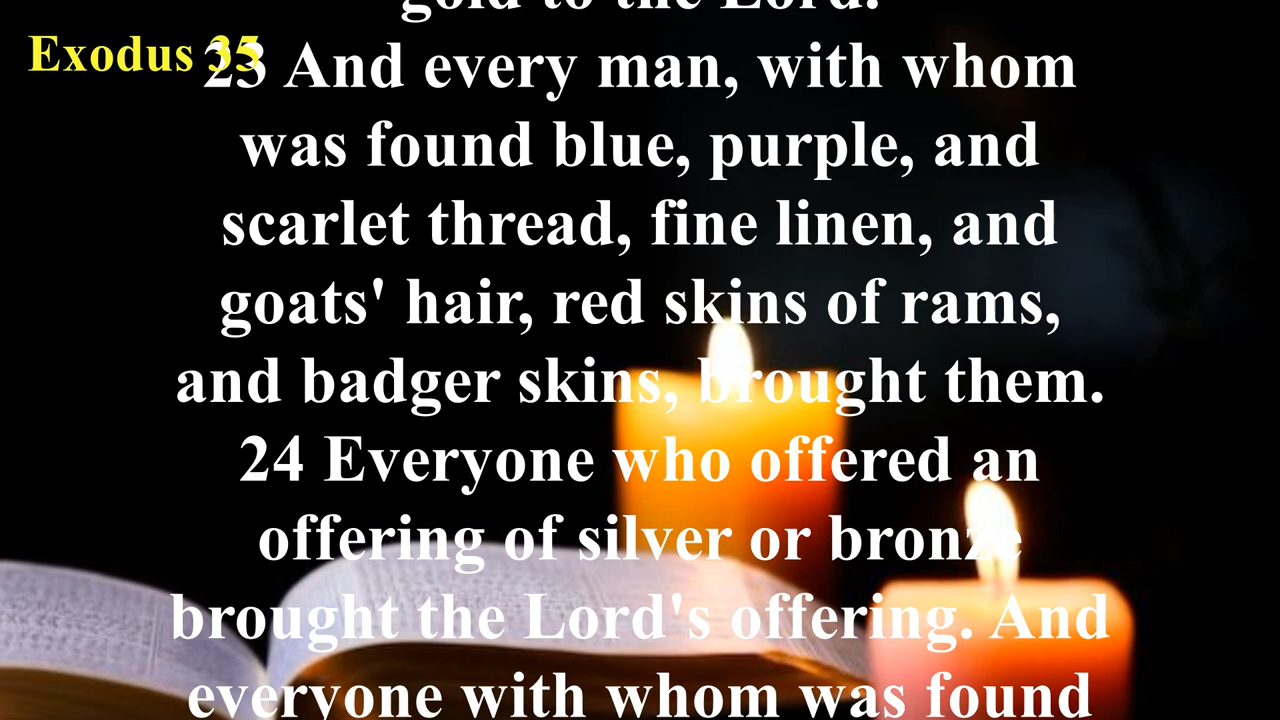 gold to the Lord.
Exodus 35
23 And every man, with whom
was found blue, purple, and
scarlet thread, fine linen, and
goats' hair, red skins of rams,
and badger skins, brought them.
24 Everyone who offered an
offering of silver or bronze
brought the Lord's offering. And
everyone with whom was found